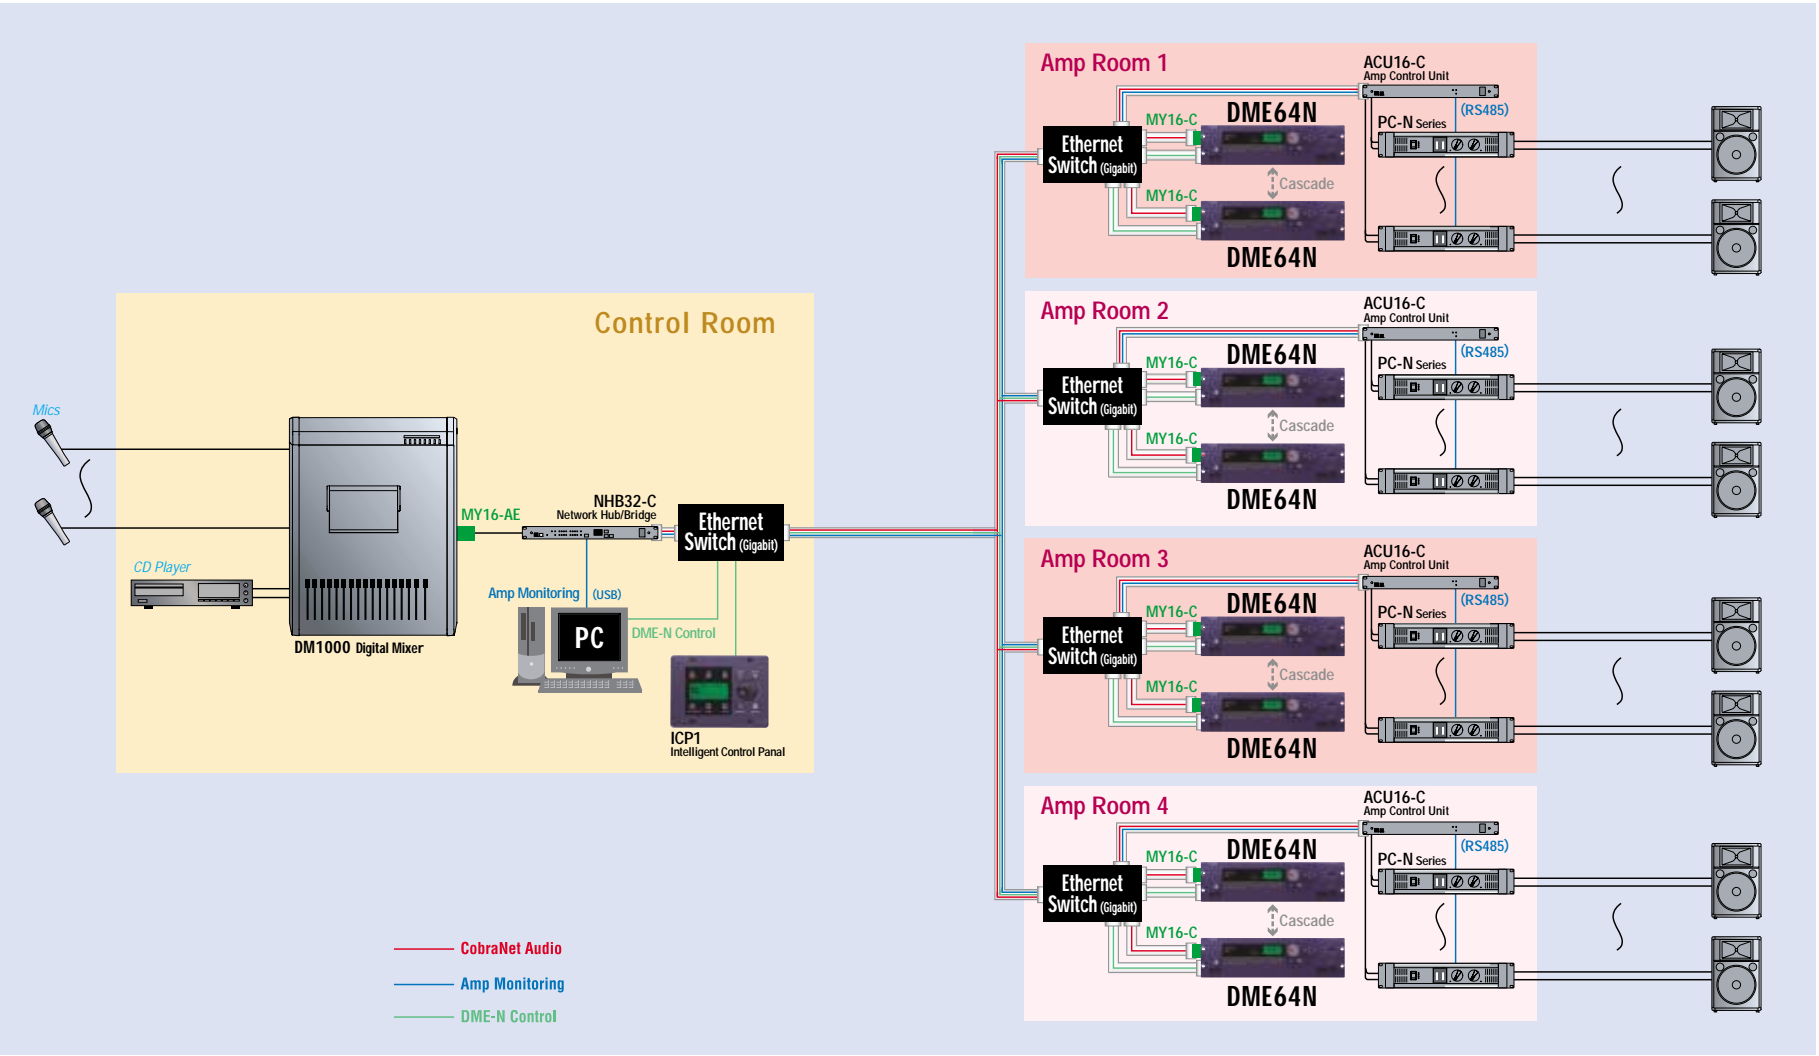 Control Room
Mics
CD Player
DM1000 Digital Mixer
MY16-AE
NHB32-C
Network Hub/Bridge
Ethernet
Switch (Gigabit)
Amp Monitoring (USB)
PC
DME-N Control
ICP1
Intelligent Control Panal
CobraNet Audio
Amp Monitoring
DME-N Control
Amp Room 1
ACU16-C
Amp Control Unit
(RS485)
MY16-C
DME64N
PC-N Series
Ethernet
Switch (Gigabit)
Cascade
MY16-C
DME64N
Amp Room 2
ACU16-C
Amp Control Unit
(RS485)
MY16-C
DME64N
PC-N Series
Ethernet
Switch (Gigabit)
Cascade
MY16-C
DME64N
Amp Room 3
ACU16-C
Amp Control Unit
(RS485)
MY16-C
DME64N
PC-N Series
Ethernet
Switch (Gigabit)
Cascade
MY16-C
DME64N
Amp Room 4
ACU16-C
Amp Control Unit
(RS485)
MY16-C
DME64N
PC-N Series
Ethernet
Switch (Gigabit)
Cascade
MY16-C
DME64N